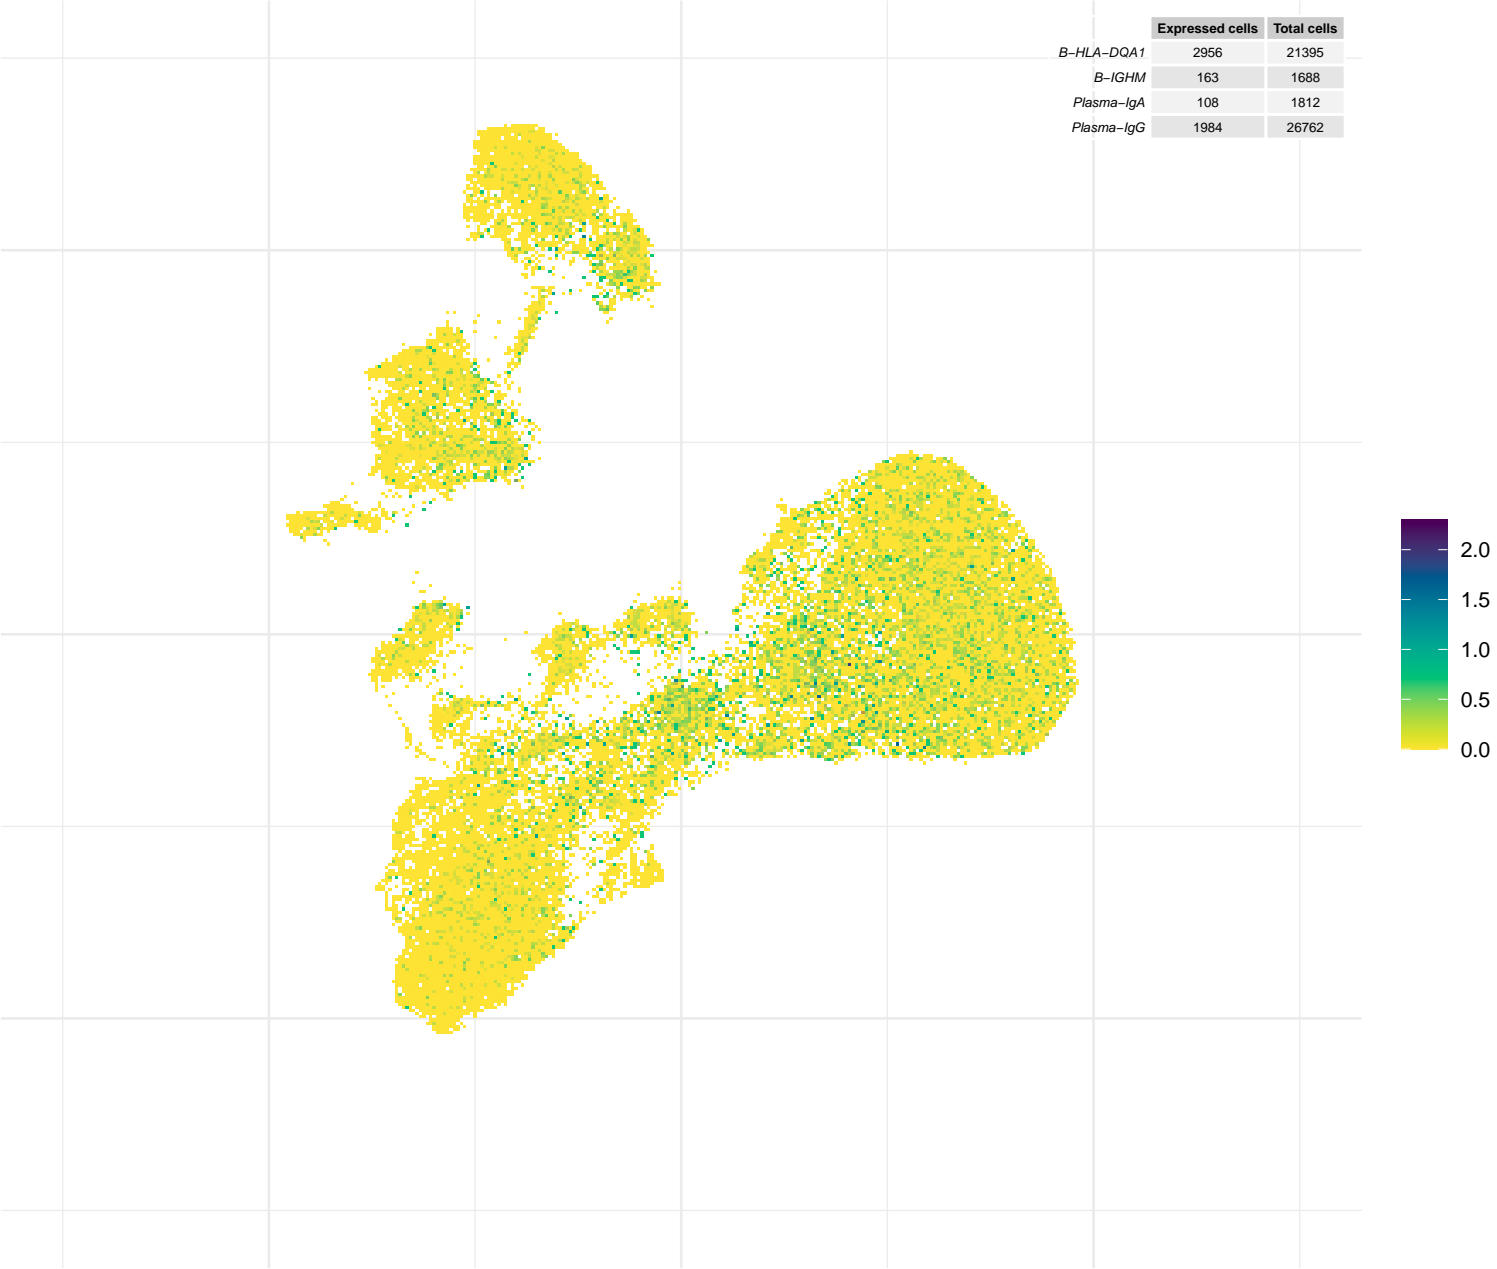 Expressed cells Total cells
B−HLA−DQA1 2956 21395
B−IGHM 163 1688
Plasma−IgA 108 1812
Plasma−IgG 1984 26762
2.0
1.5
1.0
0.5
0.0